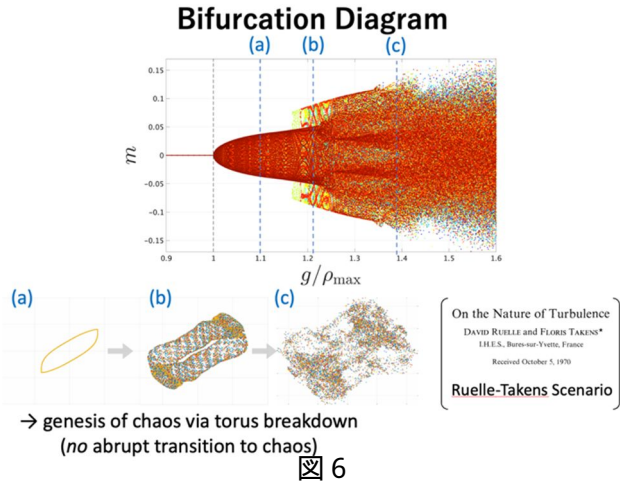 Bifurcation Diagram
(a) (b) (c)
0.15
0.1
0.05
0
-0.05
-0.1
-0.15
m
0.9 1 1.1 1.2 1.3 1.4 1.5 1.6
g/ρmax
(a) (b) (c)
On the Nature of Turbulence
DAVID RUELLE and FLORIS TAKENS*
I.H.E.S., Bures-sur-Yvette, France
Received October 5, 1970
Ruelle-Takens Scenario
→ genesis of chaos via torus breakdown
(no abrupt transition to chaos)
図 6